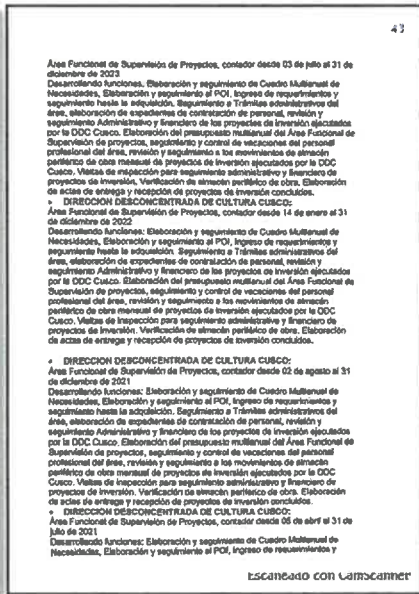 43
Área Funcional de Supervisión de Proyectos, contador desde 03 de julio al 31 de
diciembre de 2023
Desarrollando funciones. Elaboración y seguimiento de Cuadro Multianual de
Necesidades, Elaboración y seguimiento al POI, Ingreso de requerimientos y
seguimiento hasta la adquisición. Seguimiento a Trámites administrativos del
área, elaboración de expedientes de contratación de personal, revisión y
seguimiento Administrativo y financiero de los proyectos de inversión ejecutados
por la DDC Cusco. Elaboración del presupuesto multianual del Área Funcional de
Supervisión de proyectos, seguimiento y control de vacaciones del personal
profesional del área, revisión y seguimiento a los movimientos de almacén
periférico de obra mensual de proyectos de inversión ejecutados por la DDC
Cusco, Visitas de inspección para seguimiento administrativo y financiero de
proyectos de inversión. Verificación de almacén periférico de obra. Elaboración
de actas de entrega y recepción de proyectos de inversión concluidos.
• DIRECCION DESCONCENTRADA DE CULTURA CUSCO:
Área Funcional de Supervisión de Proyectos, contador desde 14 de enero al 31
de diciembre de 2022
Desarrollando funciones: Elaboración y seguimiento de Cuadro Multianual de
Necesidades, Elaboración y seguimiento al POI, Ingreso de requerimientos y
seguimiento hasta la adquisición. Seguimiento a Trámites administrativos del
área, elaboración de expedientes de contratación de personal, revisión y
seguimiento Administrativo y financiero de los proyectos de inversión ejecutados
por la DDC Cusco. Elaboración del presupuesto multianual del Área Funcional de
Supervisión de proyectos, seguimiento y control de vacaciones del personal
profesional del área, revisión y seguimiento a los movimientos de almacén
periférico de obra mensual de proyectos de inversión ejecutados por la DDC
Cusco, Visitas de inspección para seguimiento administrativo y financiero de
proyectos de inversión. Verificación de almacén periférico de obra. Elaboración
de actas de entrega y recepción de proyectos de inversión concluidos.
• DIRECCION DESCONCENTRADA DE CULTURA CUSCO:
Área Funcional de Supervisión de Proyectos, contador desde 02 de agosto al 31
de diciembre de 2021
Desarrollando funciones: Elaboración y seguimiento de Cuadro Multianual de
Necesidades, Elaboración y seguimiento al POI, Ingreso de requerimientos y
seguimiento hasta la adquisición. Seguimiento a Trámites administrativos del
área, elaboración de expedientes de contratación de personal, revisión y
seguimiento Administrativo y financiero de los proyectos de inversión ejecutados
por la DDC Cusco, Elaboración del presupuesto multianual del Área Funcional de
Supervisión de proyectos, seguimiento y control de vacaciones del personal
profesional del área, revisión y seguimiento a los movimientos de almacén
periférico de obra mensual de proyectos de inversión ejecutados por la DDC
Cusco. Visitas de inspección para seguimiento administrativo y financiero de
proyectos de inversión. Verificación de almacén periférico de obra. Elaboración
de actas de entrega y recepción de proyectos de inversión concluidos.
• DIRECCION DESCONCENTRADA DE CULTURA CUSCO:
Área Funcional de Supervisión de Proyectos, contador desde 05 de abril al 31 de
julio de 2021
Desarrollando funciones: Elaboración y seguimiento de Cuadro Multianual de
Necesidades, Elaboración y seguimiento al POI, Ingreso de requerimientos y
Escaneado con CamScanner